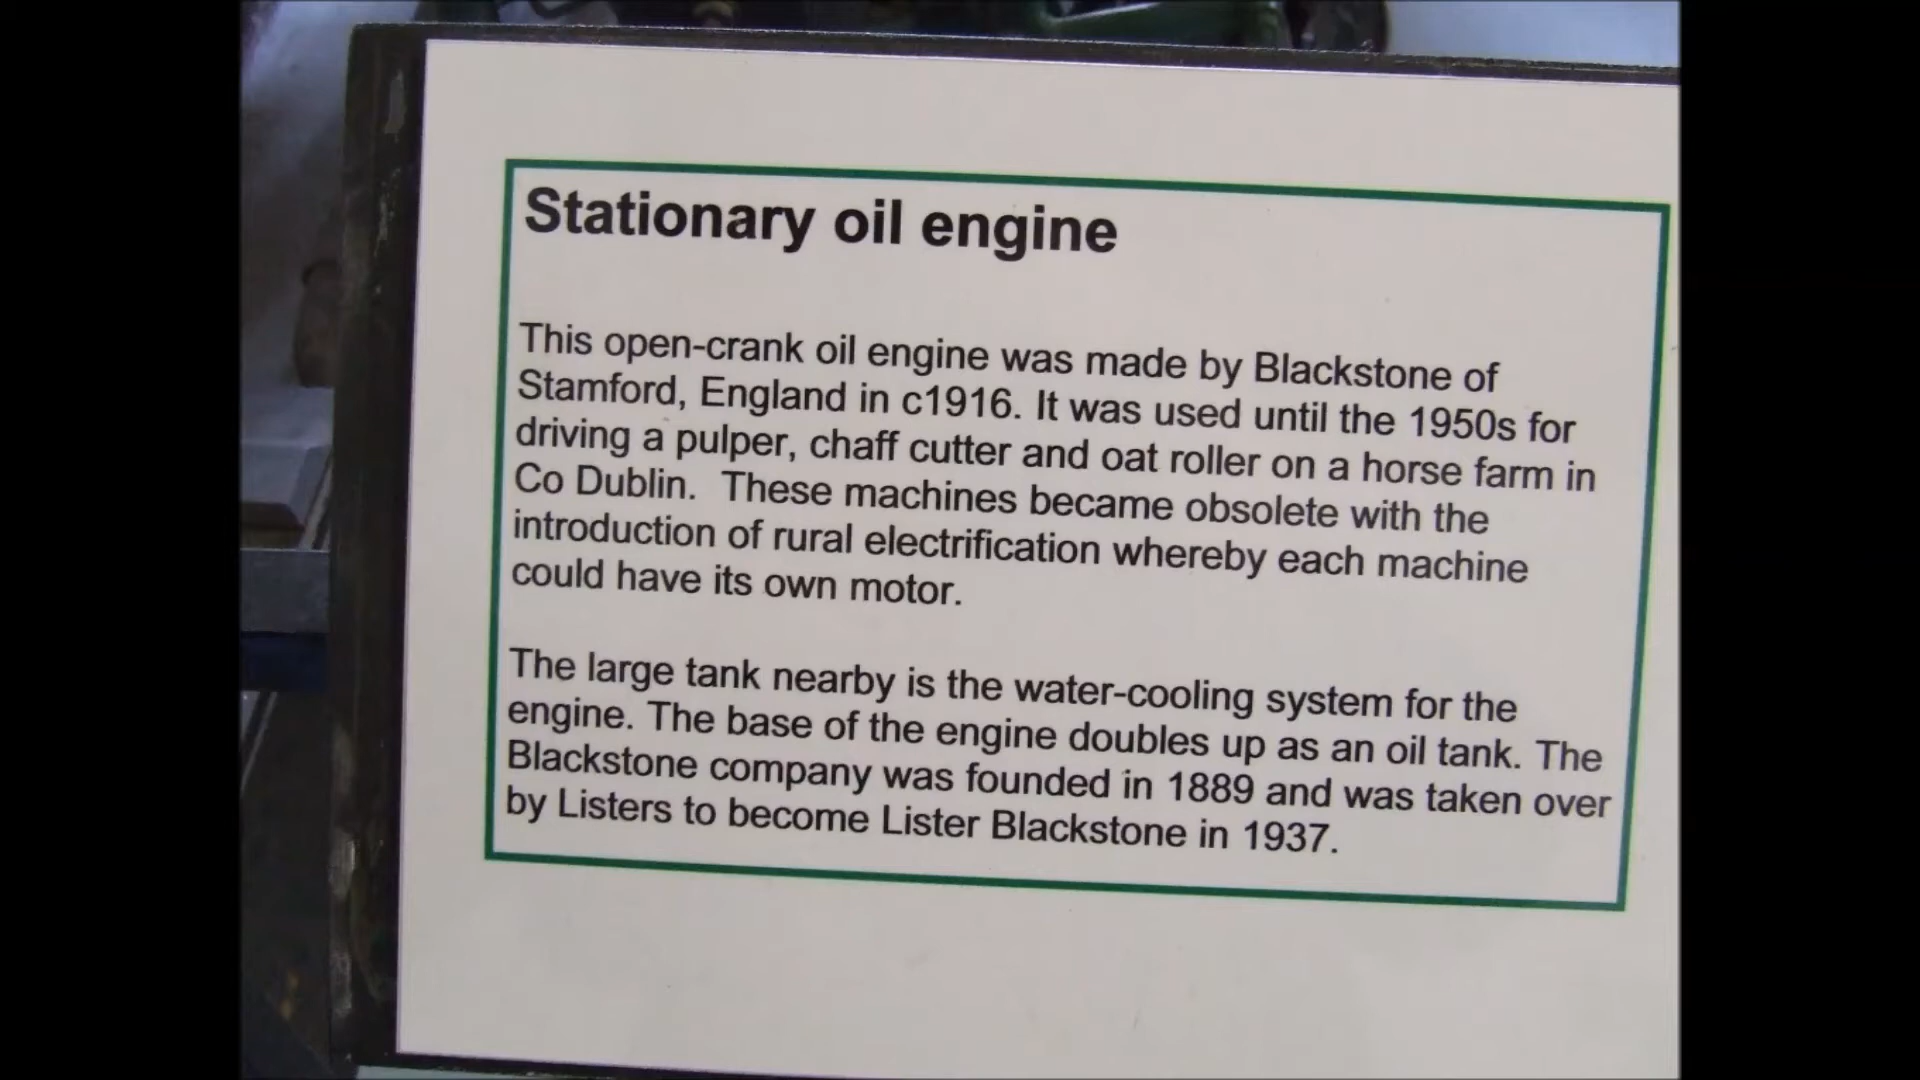 Stationary oil engine
This open-crank oil engine was made by Blackstone of
Stamford, England in c1916. It was used until the 1950s for
driving a pulper, chaff cutter and oat roller on a horse farm in
Co Dublin.  These machines became obsolete with the
introduction of rural electrification whereby each machine
could have its own motor.
The large tank nearby is the water-cooling system for the
engine. The base of the engine doubles up as an oil tank. The
Blackstone company was founded in 1889 and was taken over
by Listers to become Lister Blackstone in 1937.